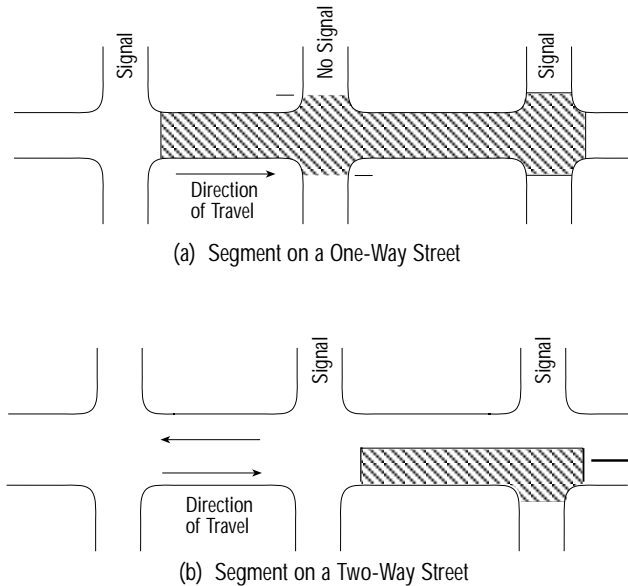 Signal
No Signal
Signal
Direction
of Travel
(a) Segment on a One-Way Street
Signal
Signal
Direction
of Travel
(b) Segment on a Two-Way Street